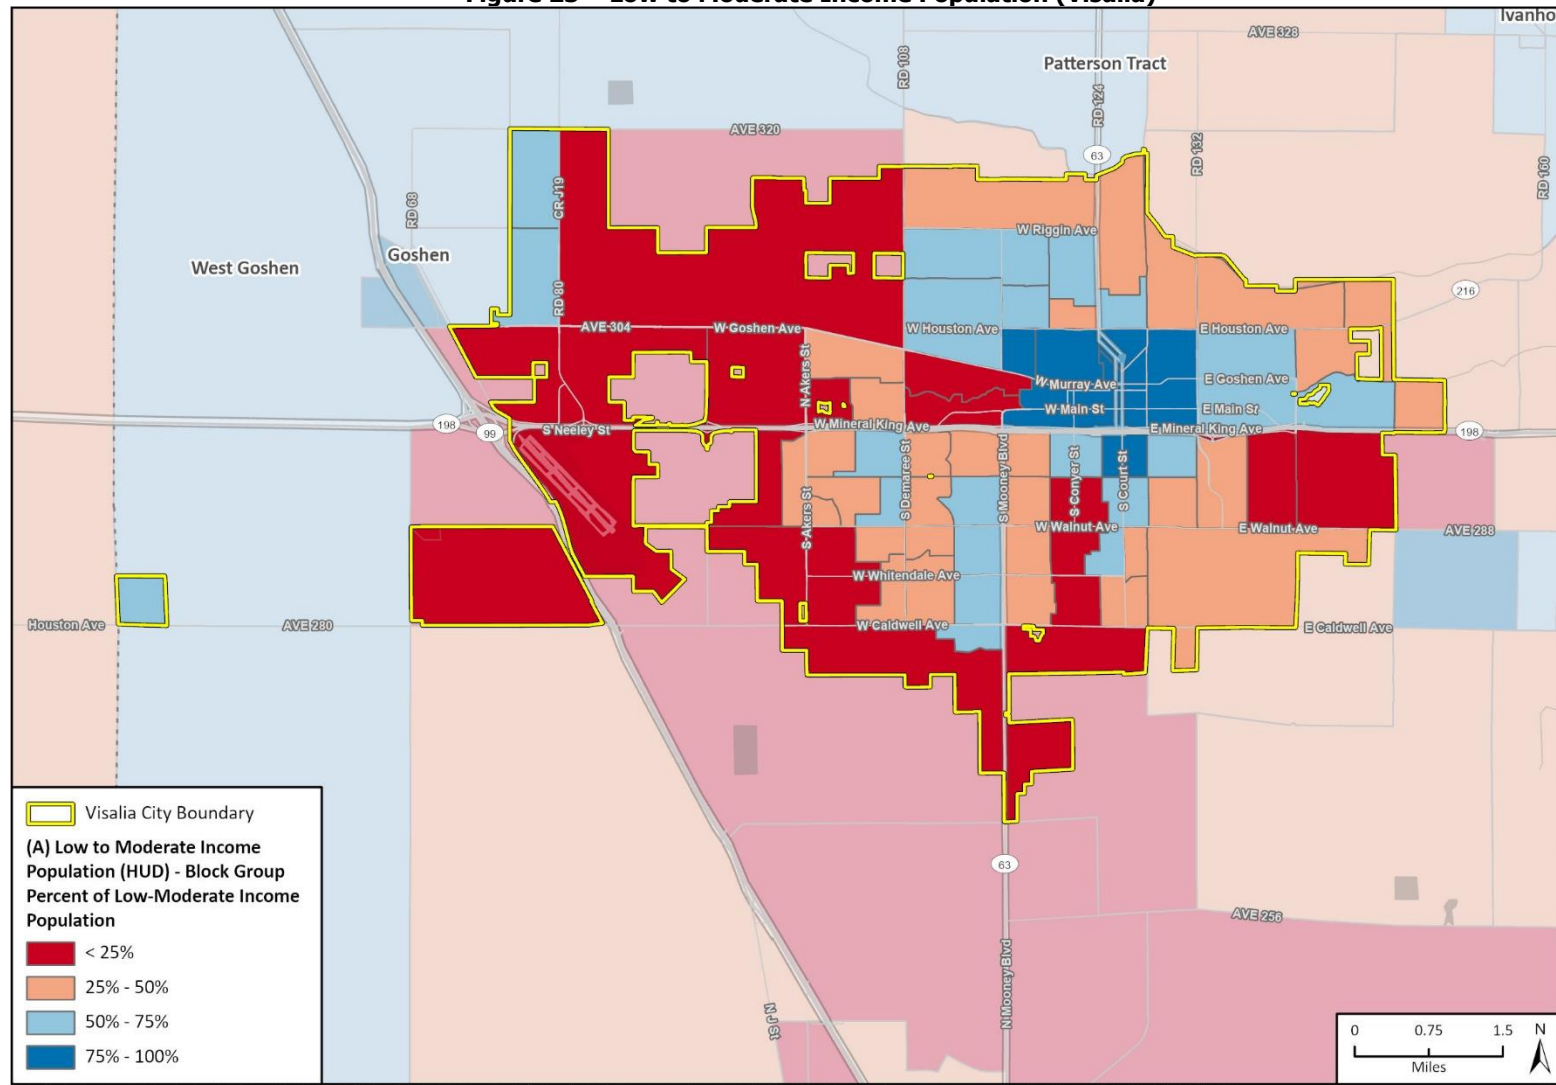 Figure 25 – Low to Moderate Income Population (Visalia)
Ivanho
AVE 328
Patterson Tract
RD 108
RD 124
63
AVE 320
RD 132
RD 160
CR J19
RD 68
W Riggin Ave
Goshen
West Goshen
216
RD 80
AVE 304
W Goshen Ave
W Houston Ave
E Houston Ave
N Akers St
W Murray Ave
E Goshen Ave
W Main St
E Main St
198
99
S Neeley St
W Mineral King Ave
E Mineral King Ave
198
S Demaree St
S Mooney Blvd
S Conyer St
S Court St
S Akers St
W Walnut Ave
E Walnut Ave
AVE 288
W Whitendale Ave
Houston Ave
AVE 280
W Caldwell Ave
E Caldwell Ave
63
AVE 256
N Mooney Blvd
N J St
Visalia City Boundary
(A) Low to Moderate Income
Population (HUD) - Block Group
Percent of Low-Moderate Income
Population
< 25%
25% - 50%
50% - 75%
75% - 100%
0 0.75 1.5 N
Miles